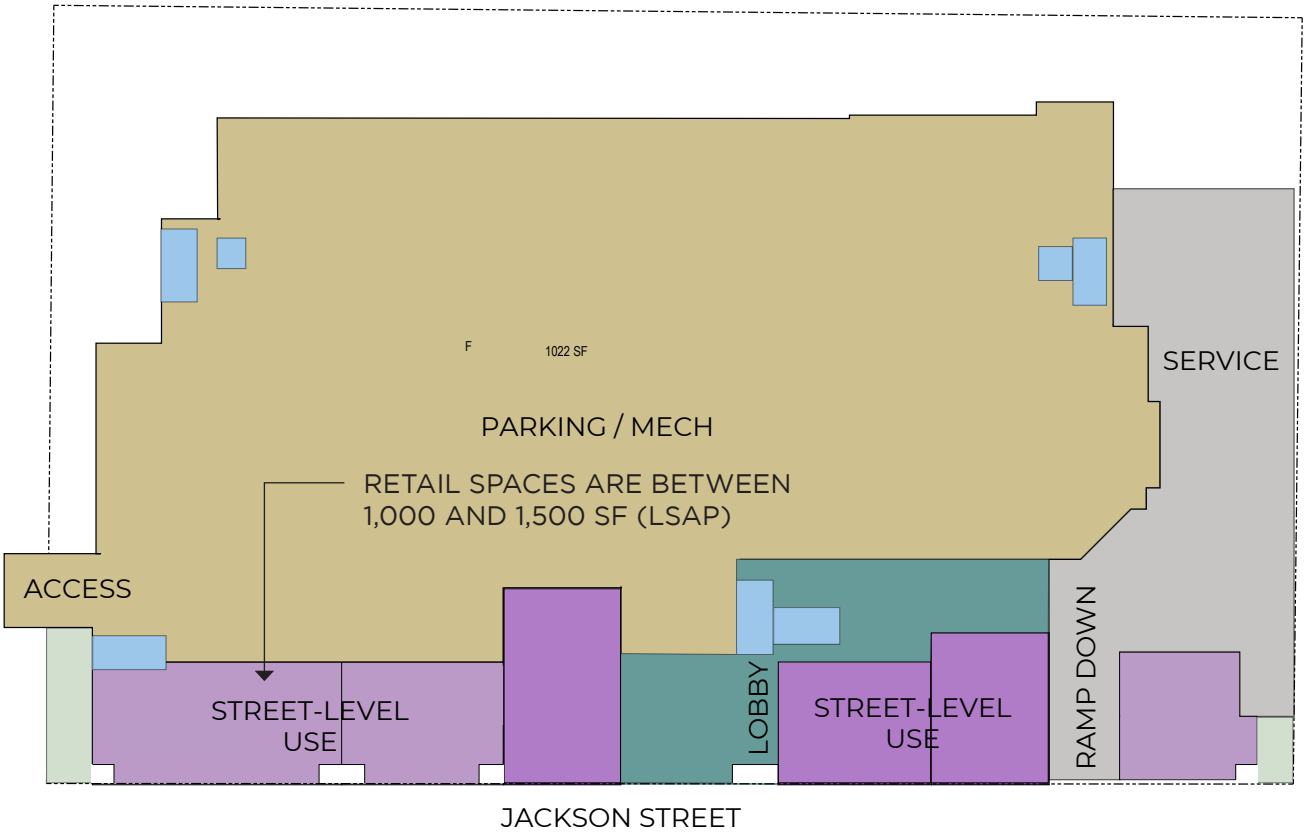 SERVICE
F
1022 SF
PARKING / MECH
RETAIL SPACES ARE BETWEEN
1,000 AND 1,500 SF (LSAP)
ACCESS
STREET-LEVEL
USE
LOBBY
STREET-LEVEL
USE
RAMP DOWN
JACKSON STREET